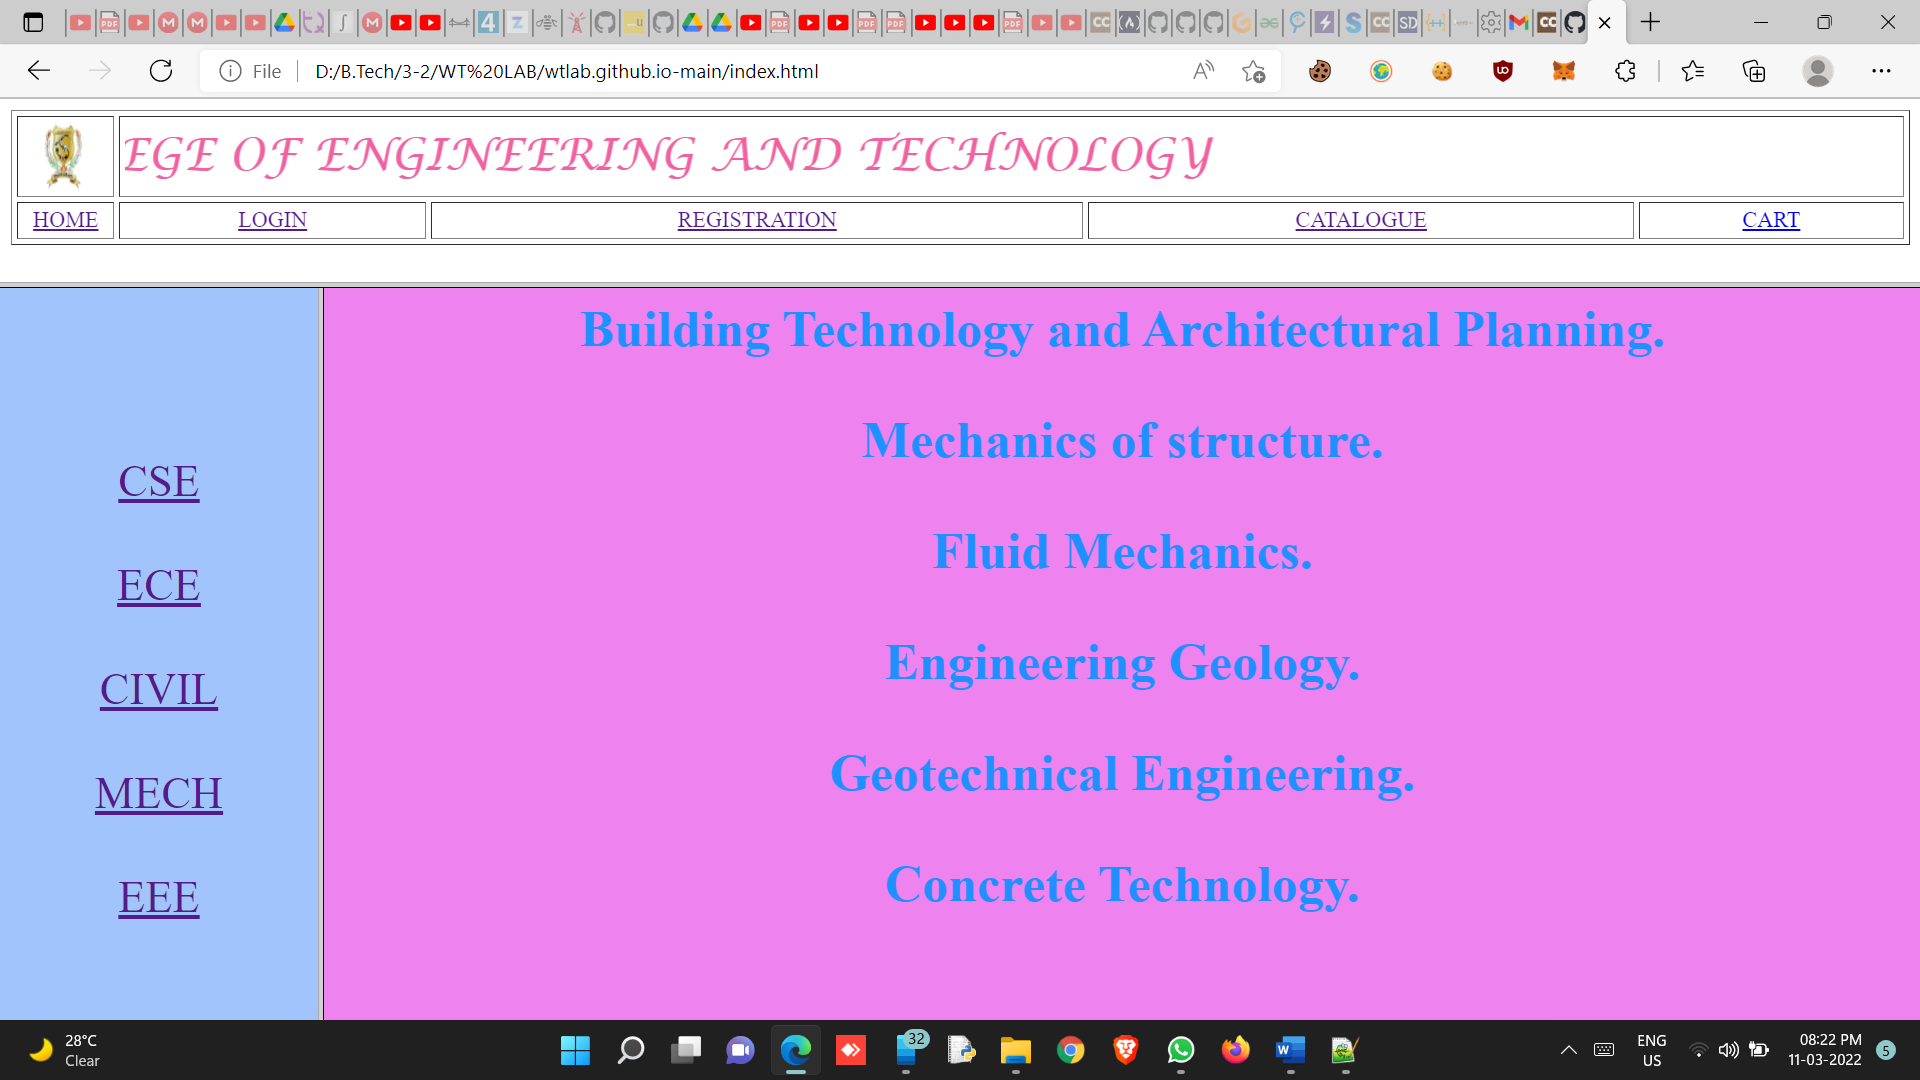 File
D:/B.Tech/3-2/WT%20LAB/wtlab.github.io-main/index.html
EGE OF ENGINEERING AND TECHNOLOGY
HOME
LOGIN
REGISTRATION
CATALOGUE
CART
CSE
ECE
CIVIL
MECH
EEE
Building Technology and Architectural Planning.
Mechanics of structure.
Fluid Mechanics.
Engineering Geology.
Geotechnical Engineering.
Concrete Technology.
28°C
Clear
32
ENG
US
08:22 PM
11-03-2022
5